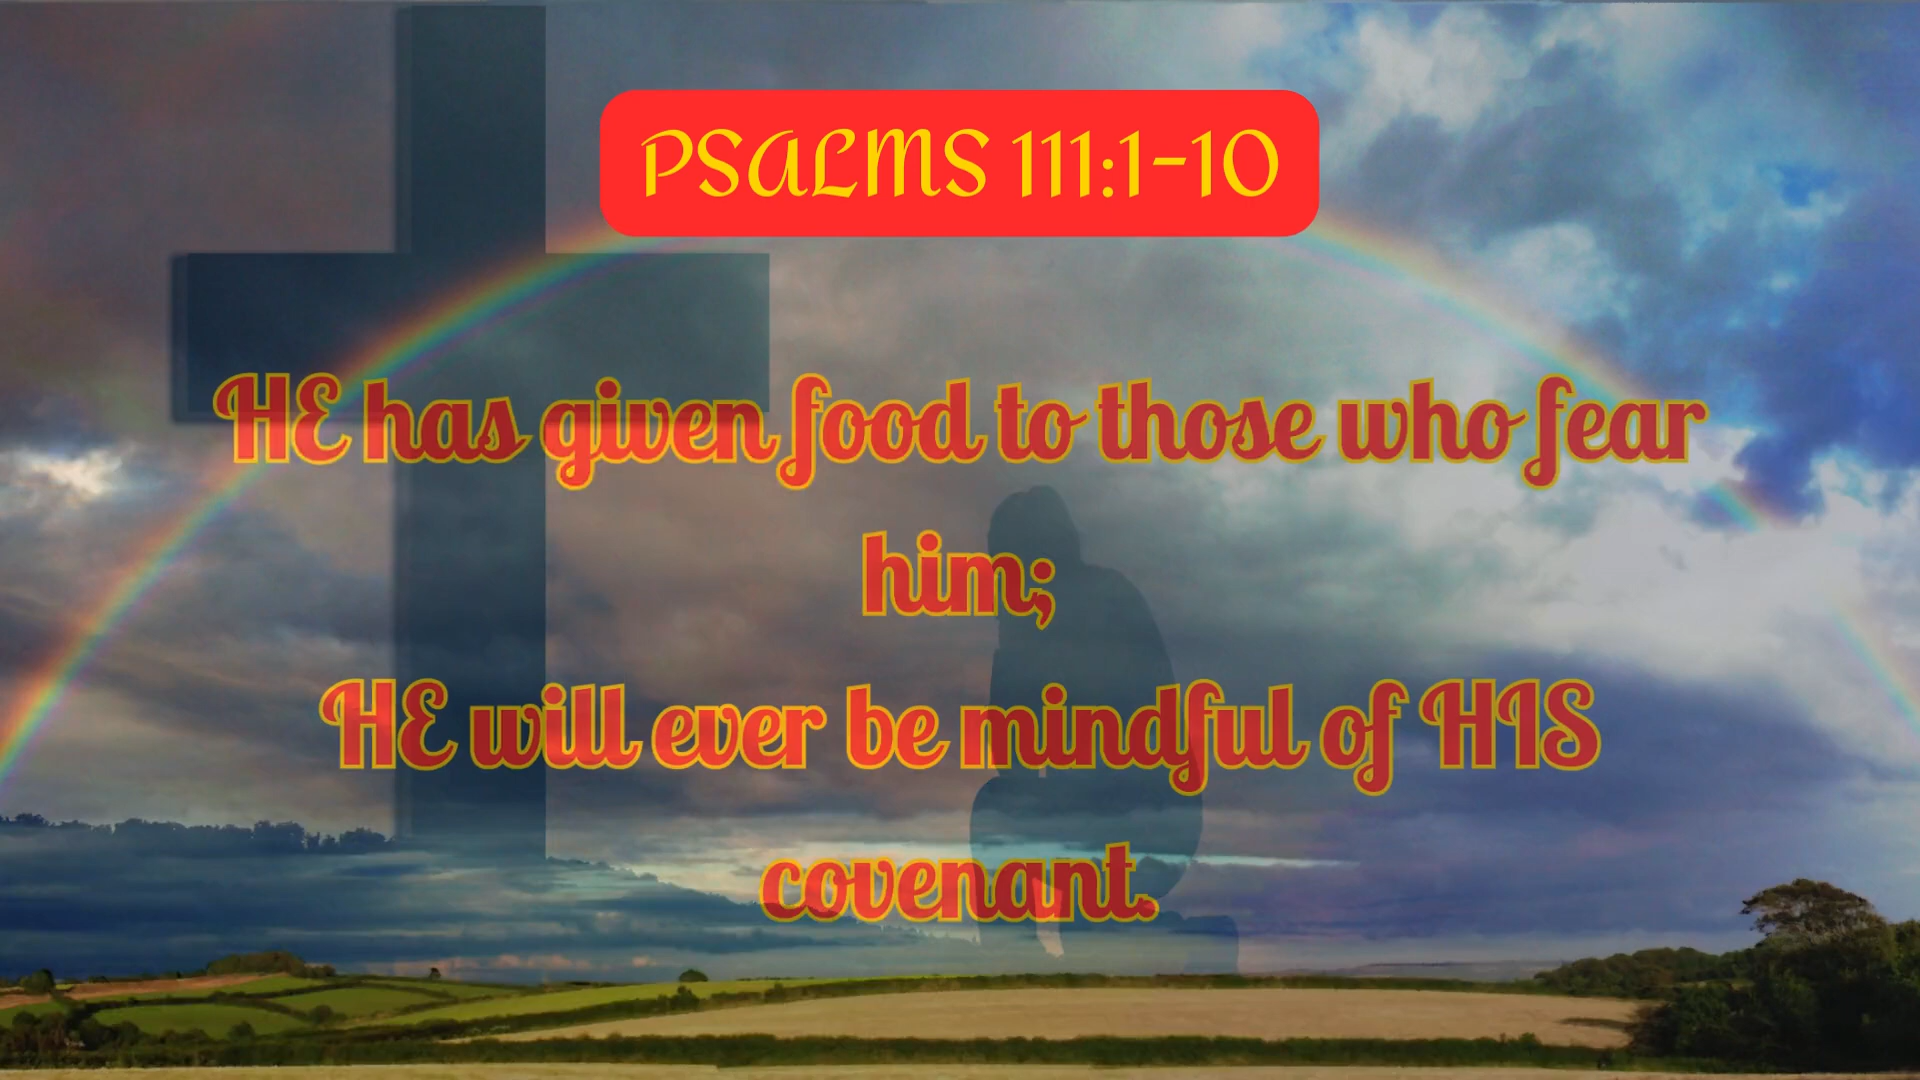 PSALMS 111:1-10
HE has given food to those who fear
him;
HE will ever be mindful of HIS
covenant.